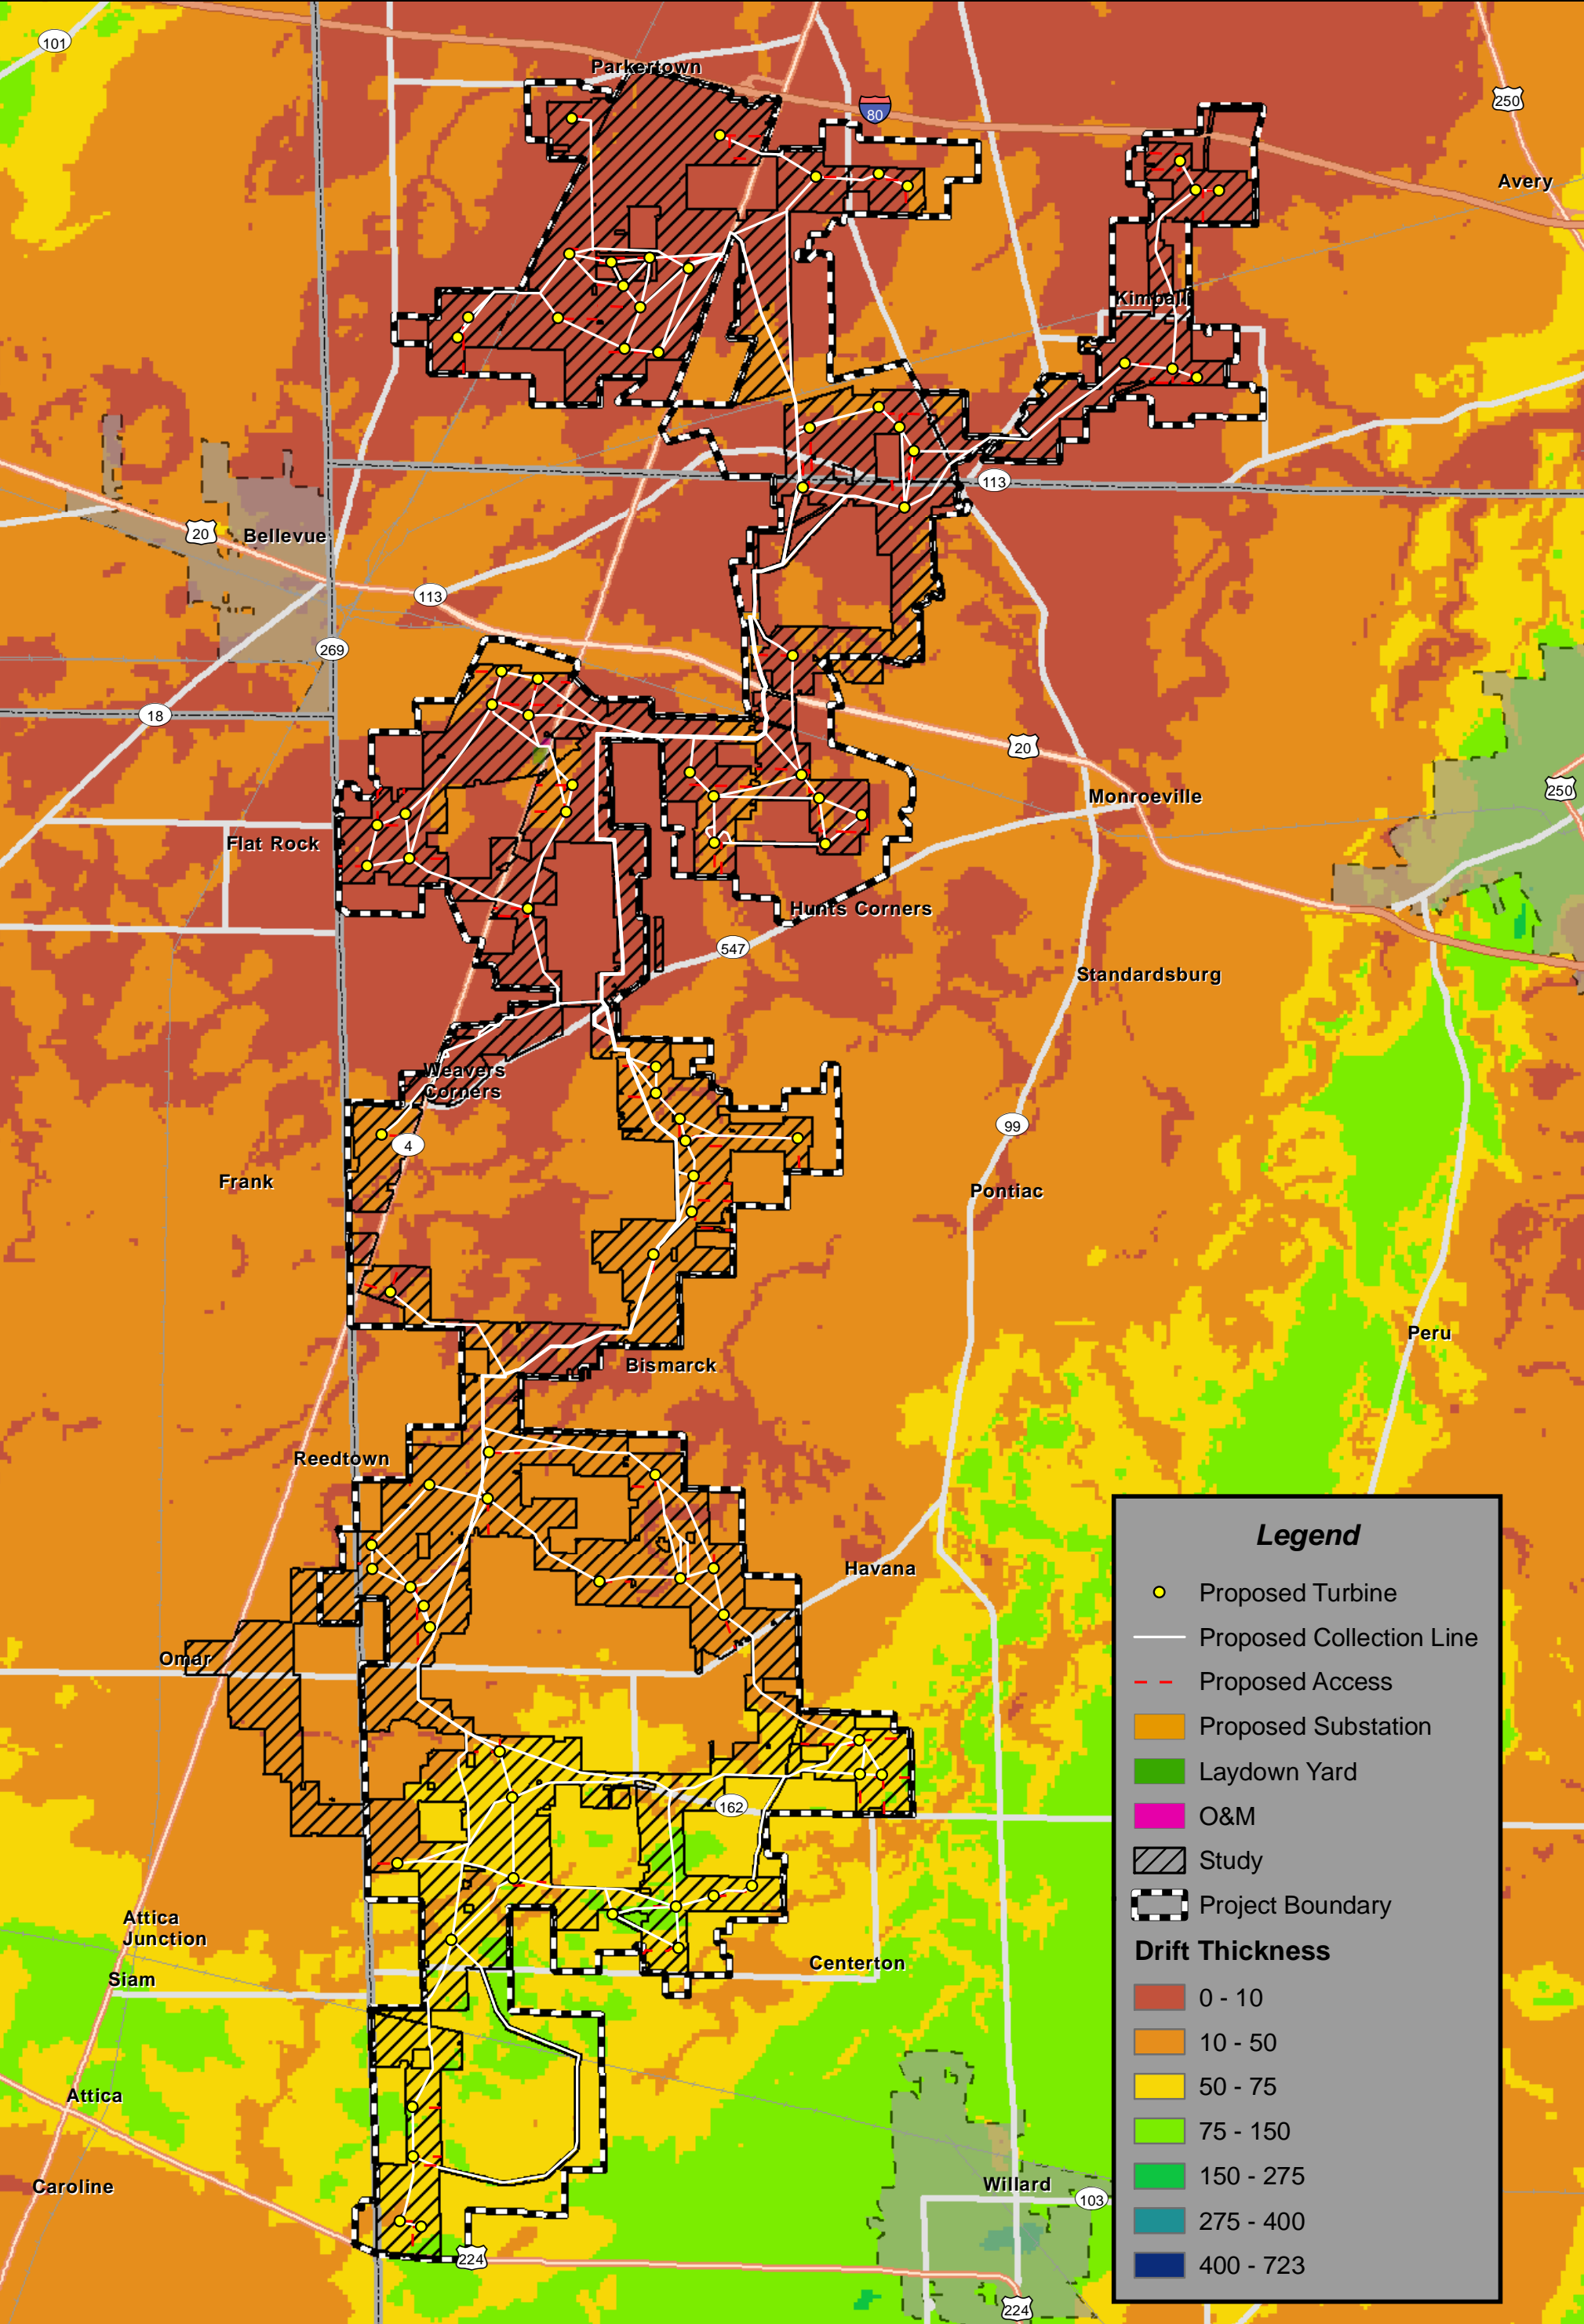 101
Parkertown
80
250
Avery
Kimball
113
20
Bellevue
113
269
18
20
250
Monroeville
Flat Rock
Hunts Corners
547
Standardsburg
Weavers
Corners
4
99
Frank
Pontiac
Peru
Bismarck
Reedtown
Havana
Omar
162
Attica
Junction
Siam
Centerton
Attica
Caroline
Willard
103
224
224
Legend
Proposed Turbine
Proposed Collection Line
Proposed Access
Proposed Substation
Laydown Yard
O&M
Study
Project Boundary
Drift Thickness
0 - 10
10 - 50
50 - 75
75 - 150
150 - 275
275 - 400
400 - 723